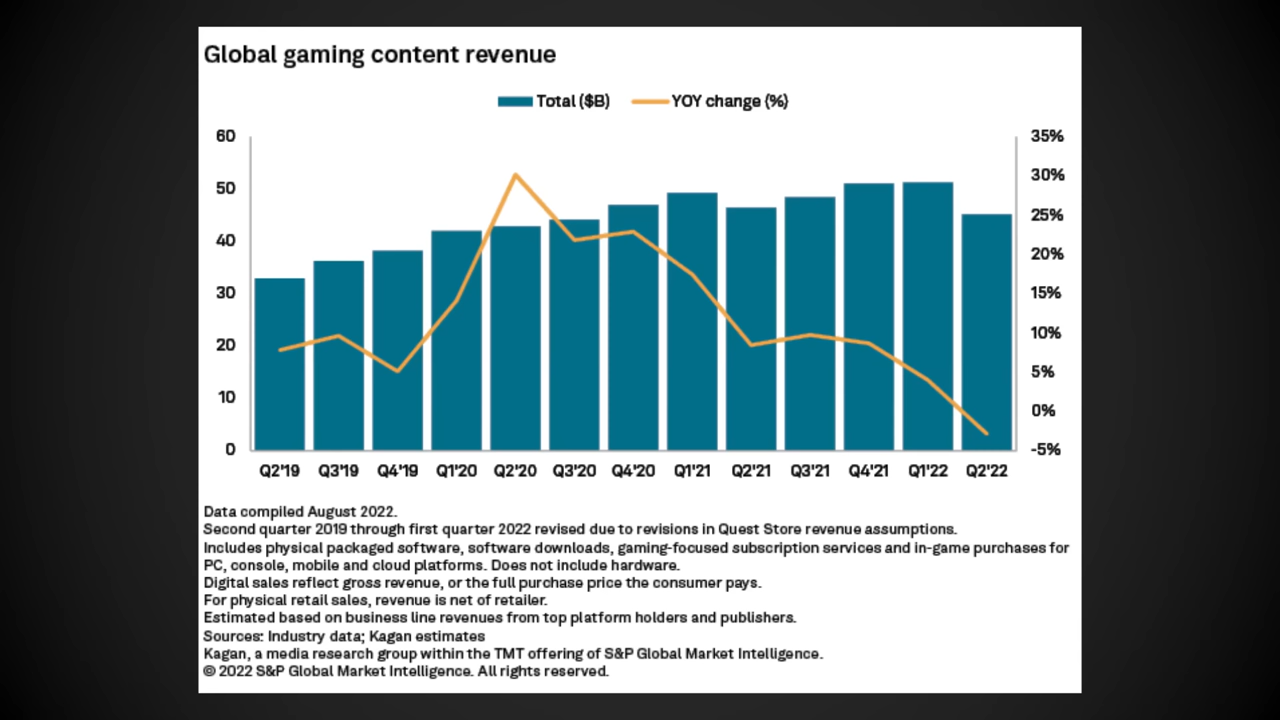 Global gaming content revenue
Total ($B) YOY change (%)
60 35%
50 30%
40 25%
30 20%
20 15%
10 10%
0 5%
0%
-5%
Q2'19 Q3'19 Q4'19 Q1'20 Q2'20 Q3'20 Q4'20 Q1'21 Q2'21 Q3'21 Q4'21 Q1'22 Q2'22
Data compiled August 2022.
Second quarter 2019 through first quarter 2022 revised due to revisions in Quest Store revenue assumptions.
Includes physical packaged software, software downloads, gaming-focused subscription services and in-game purchases for
PC, console, mobile and cloud platforms. Does not include hardware.
Digital sales reflect gross revenue, or the full purchase price the consumer pays.
For physical retail sales, revenue is net of retailer.
Estimated based on business line revenues from top platform holders and publishers.
Sources: Industry data; Kagan estimates
Kagan, a media research group within the TMT offering of S&P Global Market Intelligence.
© 2022 S&P Global Market Intelligence. All rights reserved.